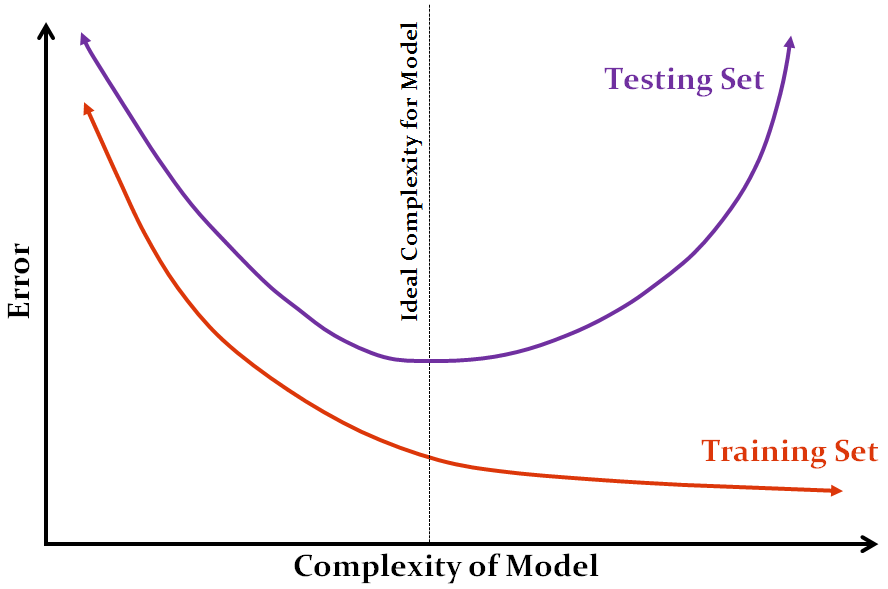 Testing Set
Ideal Complexity for Model
Error
Training Set
Complexity of Model